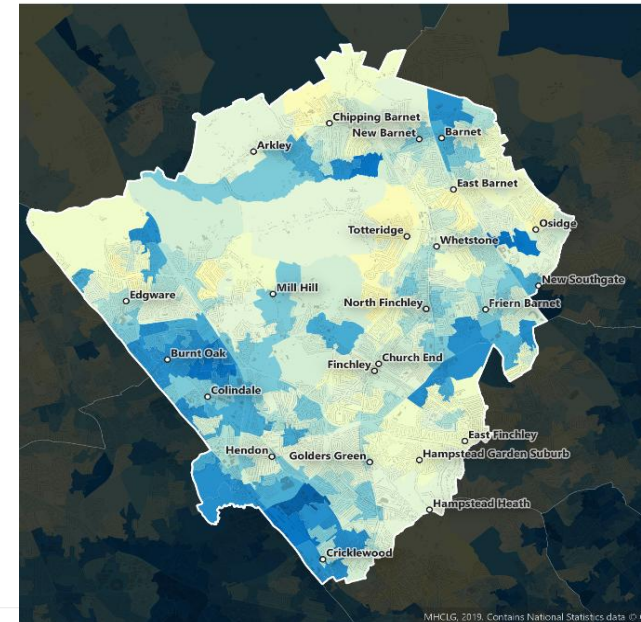 Chipping Barnet
New Barnet
Barnet
Arkley
East Barnet
Totteridge
Osidge
Whetstone
New Southgate
Mill Hill
Edgware
North Finchley
Friern Barnet
Burnt Oak
Church End
Finchley
Colindale
East Finchley
Hendon
Golders Green
Hampstead Garden Suburb
Hampstead Heath
Cricklewood
MHCLG, 2019. Contains National Statistics data ©